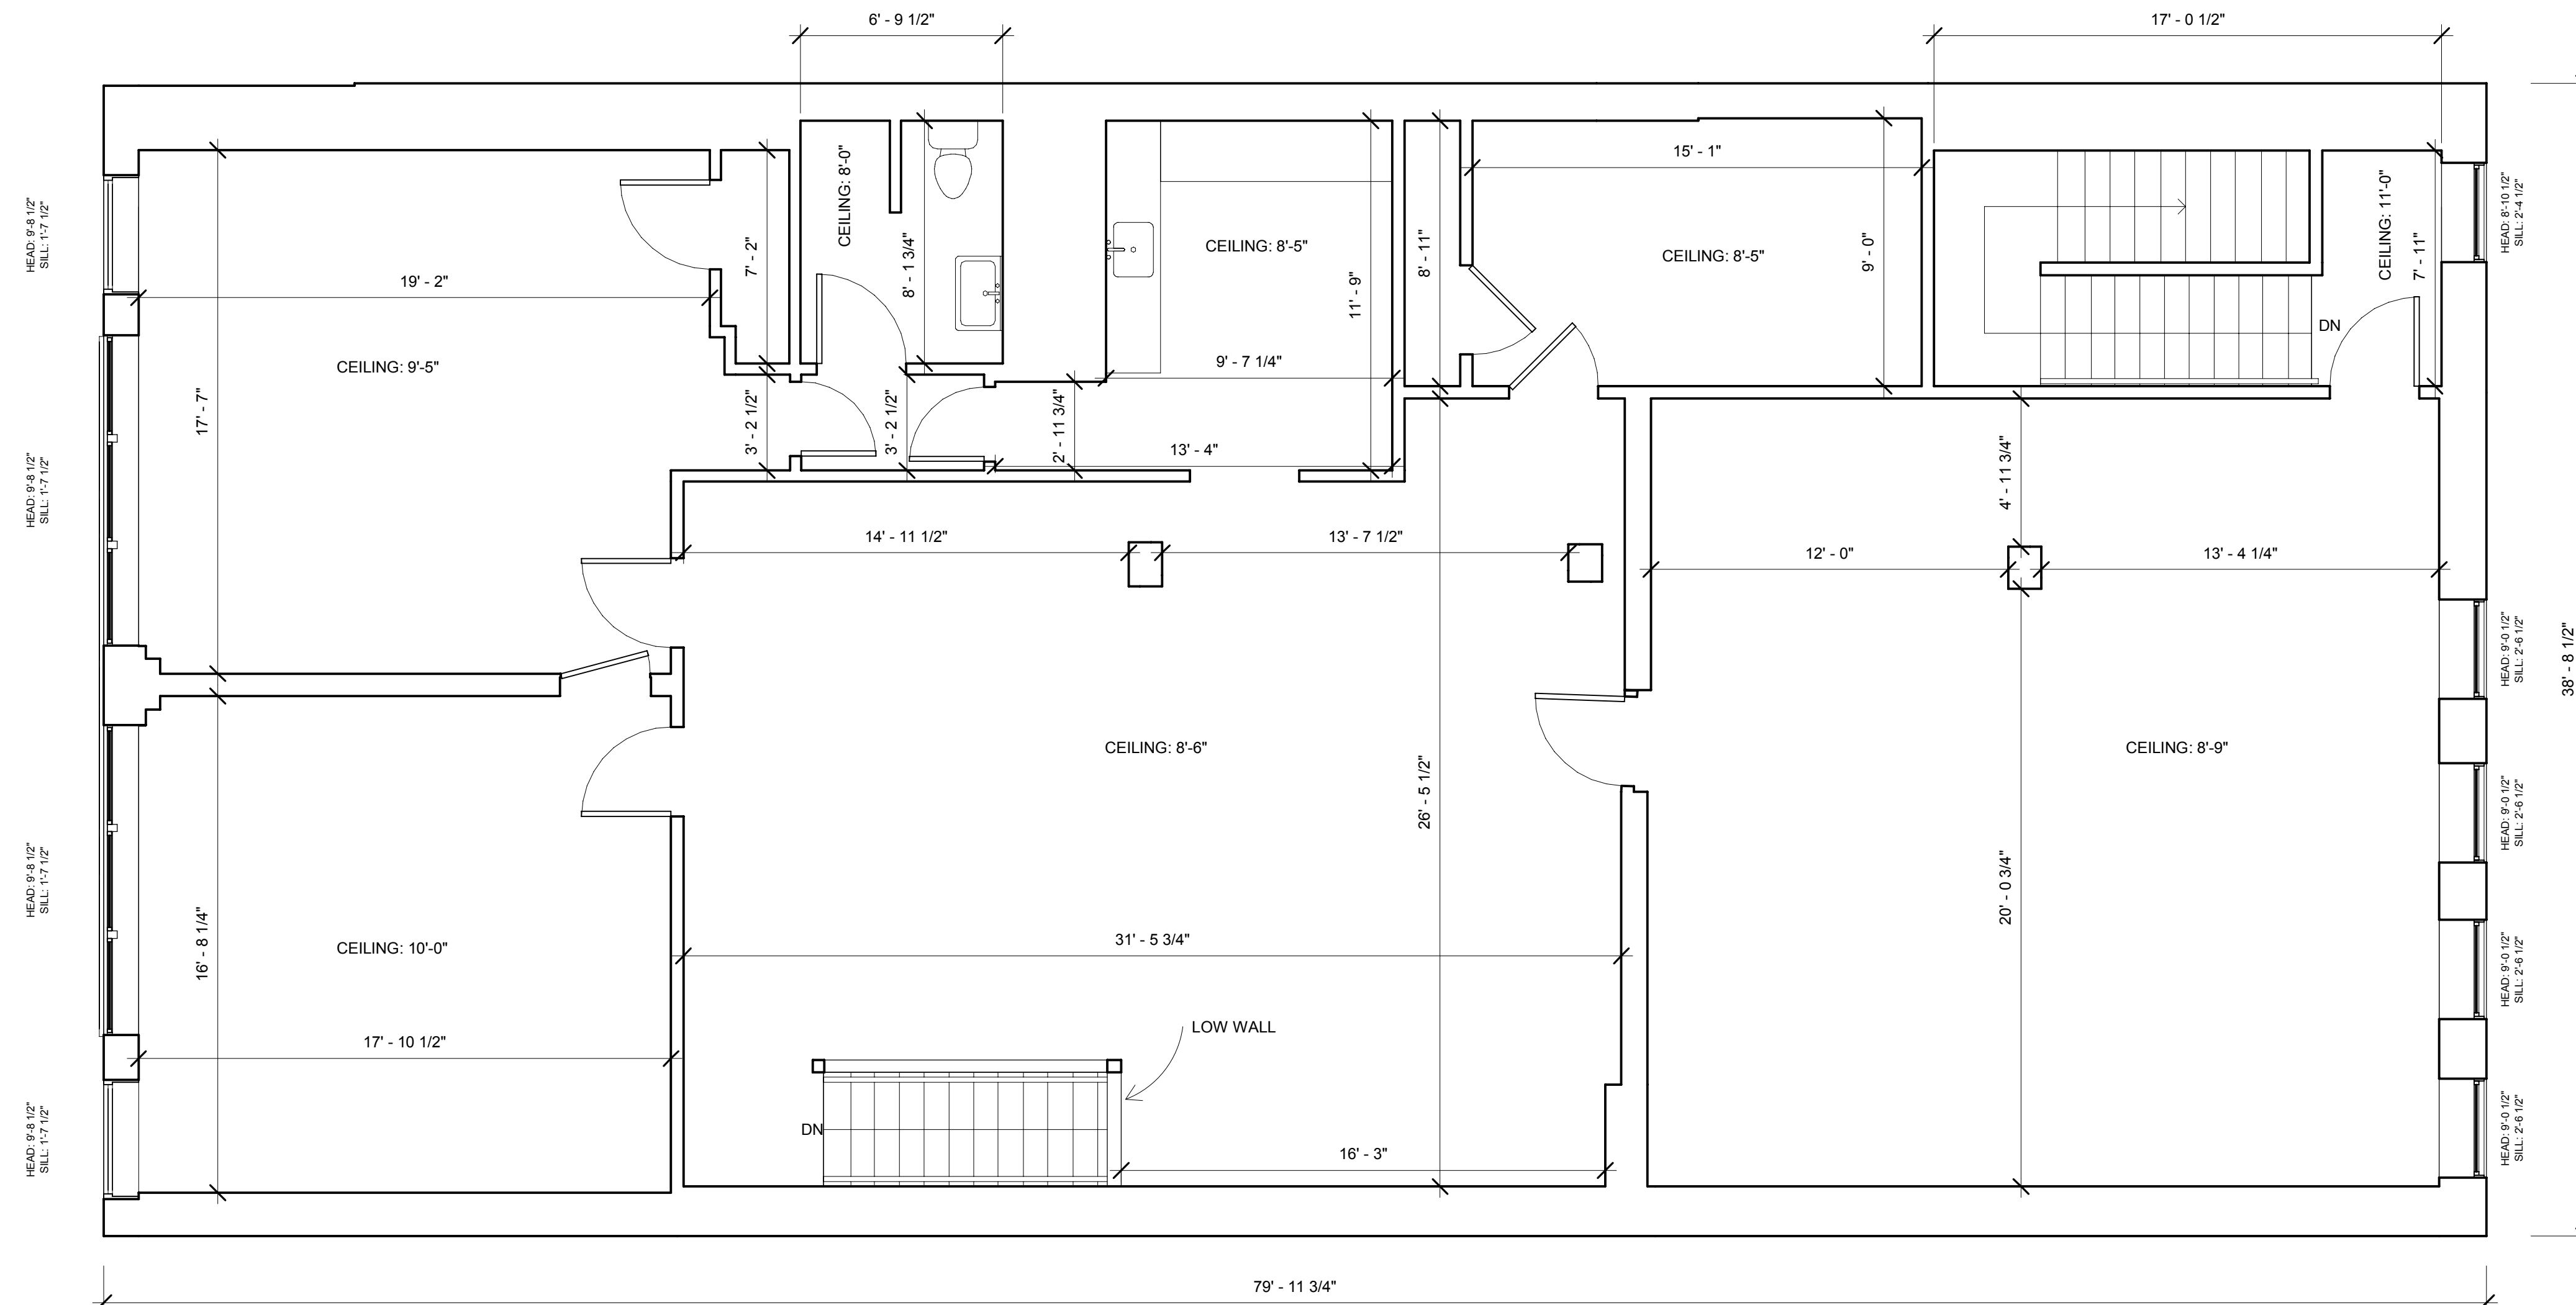 6' - 9 1/2"
17' - 0 1/2"
CEILING: 8'-0"
15' - 1"
CEILING: 11'-0"
HEAD: 9'-8 1/2"
SILL: 1'-7 1/2"
HEAD: 8'-10 1/2"
SILL: 2'-4 1/2"
7' - 2"
8' - 1 3/4"
CEILING: 8'-5"
8' - 11"
CEILING: 8'-5"
9' - 0"
7' - 11"
19' - 2"
11' - 9"
DN
CEILING: 9'-5"
9' - 7 1/4"
17' - 7"
3' - 2 1/2"
3' - 2 1/2"
2' - 11 3/4"
13' - 4"
4' - 11 3/4"
HEAD: 9'-8 1/2"
SILL: 1'-7 1/2"
14' - 11 1/2"
13' - 7 1/2"
12' - 0"
13' - 4 1/4"
HEAD: 9'-0 1/2"
SILL: 2'-6 1/2"
38' - 8 1/2"
CEILING: 8'-6"
CEILING: 8'-9"
26' - 5 1/2"
HEAD: 9'-0 1/2"
SILL: 2'-6 1/2"
HEAD: 9'-8 1/2"
SILL: 1'-7 1/2"
20' - 0 3/4"
16' - 8 1/4"
CEILING: 10'-0"
31' - 5 3/4"
HEAD: 9'-0 1/2"
SILL: 2'-6 1/2"
LOW WALL
17' - 10 1/2"
HEAD: 9'-8 1/2"
SILL: 1'-7 1/2"
DN
16' - 3"
HEAD: 9'-0 1/2"
SILL: 2'-6 1/2"
79' - 11 3/4"